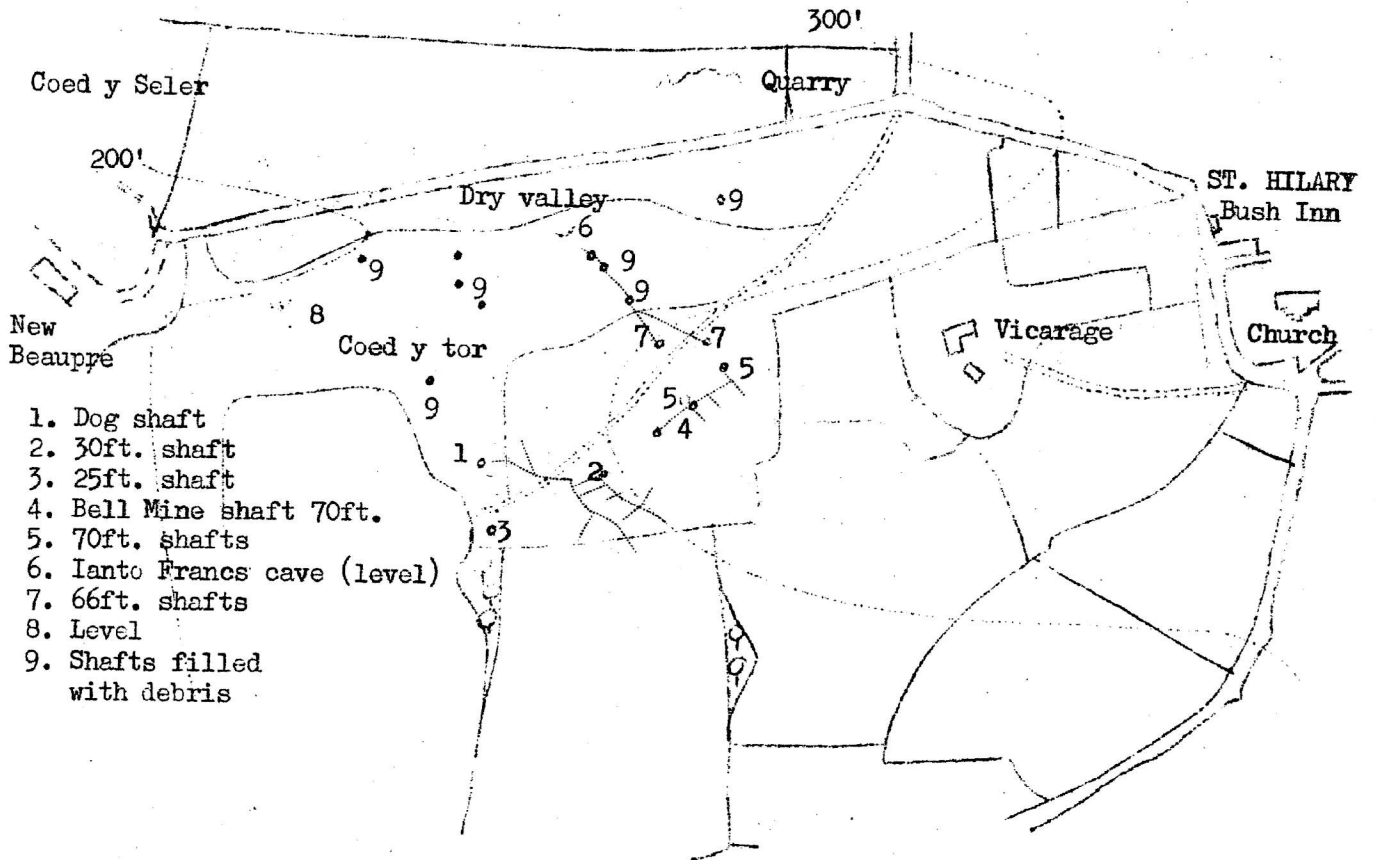 300'
Coed y Seler
Quarry
200'
Dry valley
9
ST. HILARY
Bush Inn
6
9
9
9
9
8
New
Beaupre
Coed y tor
7
7
Vicarage
Church
5
5
4
9
1
2
3
1. Dog shaft
2. 30ft. shaft
3. 25ft. shaft
4. Bell Mine shaft 70ft.
5. 70ft. shafts
6. Ianto Francs cave (level)
7. 66ft. shafts
8. Level
9. Shafts filled
with debris